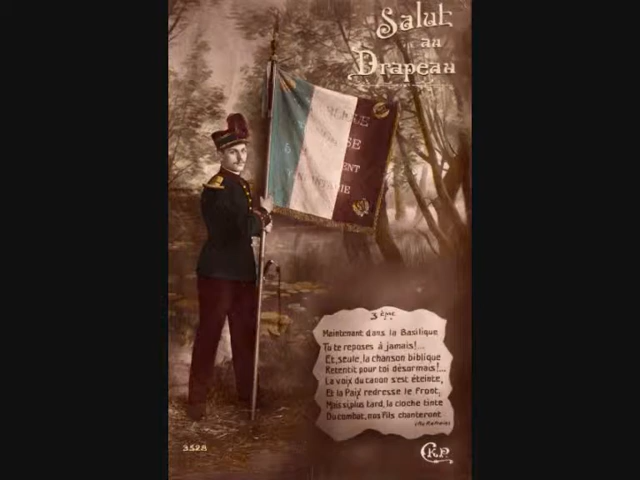 Salut
au
Drapeau
3ème
Maintenant dans la Basilique
Tu te reposes à jamais!...
Et, seule, la chanson biblique
Retentit pour toi désormais!...
La voix du canon s'est éteinte,
Et la Paix redresse le front;
Mais si, plus tard, la cloche tinte
Du combat, nos Fils chanteront
(Au Refrain)
3528